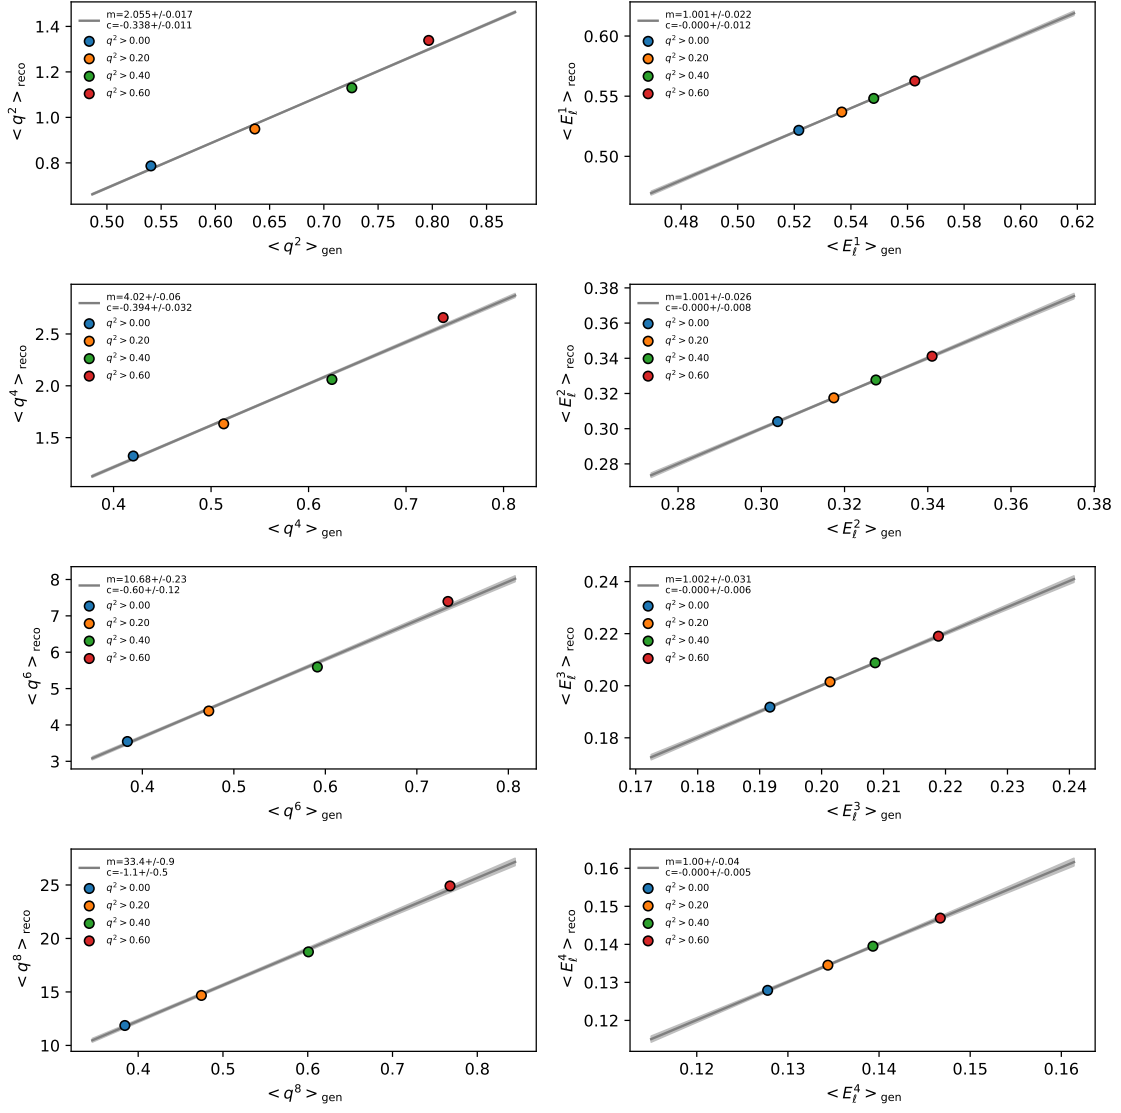 m=2.055+/-0.017
c=-0.338+/-0.011
q² > 0.00
q² > 0.20
q² > 0.40
q² > 0.60
1.4
1.2
1.0
0.8
< q² >reco
0.50 0.55 0.60 0.65 0.70 0.75 0.80 0.85
< q² >gen
m=1.001+/-0.022
c=-0.000+/-0.012
q² > 0.00
q² > 0.20
q² > 0.40
q² > 0.60
0.60
0.55
0.50
< E¹ℓ >reco
0.48 0.50 0.52 0.54 0.56 0.58 0.60 0.62
< E¹ℓ >gen
m=4.02+/-0.06
c=-0.394+/-0.032
q² > 0.00
q² > 0.20
q² > 0.40
q² > 0.60
2.5
2.0
1.5
< q⁴ >reco
0.4 0.5 0.6 0.7 0.8
< q⁴ >gen
m=1.001+/-0.026
c=-0.000+/-0.008
q² > 0.00
q² > 0.20
q² > 0.40
q² > 0.60
0.38
0.36
0.34
0.32
0.30
0.28
< E²ℓ >reco
0.28 0.30 0.32 0.34 0.36 0.38
< E²ℓ >gen
m=10.68+/-0.23
c=-0.60+/-0.12
q² > 0.00
q² > 0.20
q² > 0.40
q² > 0.60
8
7
6
5
4
3
< q⁶ >reco
0.4 0.5 0.6 0.7 0.8
< q⁶ >gen
m=1.002+/-0.031
c=-0.000+/-0.006
q² > 0.00
q² > 0.20
q² > 0.40
q² > 0.60
0.24
0.22
0.20
0.18
< E³ℓ >reco
0.17 0.18 0.19 0.20 0.21 0.22 0.23 0.24
< E³ℓ >gen
m=33.4+/-0.9
c=-1.1+/-0.5
q² > 0.00
q² > 0.20
q² > 0.40
q² > 0.60
25
20
15
10
< q⁸ >reco
0.4 0.5 0.6 0.7 0.8
< q⁸ >gen
m=1.00+/-0.04
c=-0.000+/-0.005
q² > 0.00
q² > 0.20
q² > 0.40
q² > 0.60
0.16
0.15
0.14
0.13
0.12
< E⁴ℓ >reco
0.12 0.13 0.14 0.15 0.16
< E⁴ℓ >gen